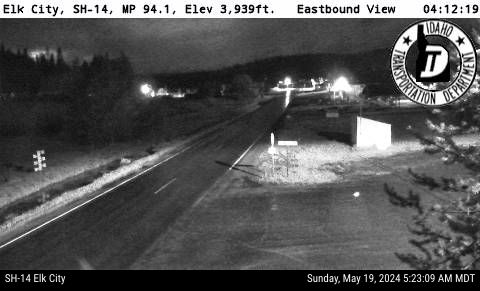 Elk City, SH-14, MP 94.1, Elev 3,939ft. Eastbound View 04:12:19
IDAHO
TRANSPORTATION DEPARTMENT
SH-14 Elk City Sunday, May 19, 2024 5:23:09 AM MDT